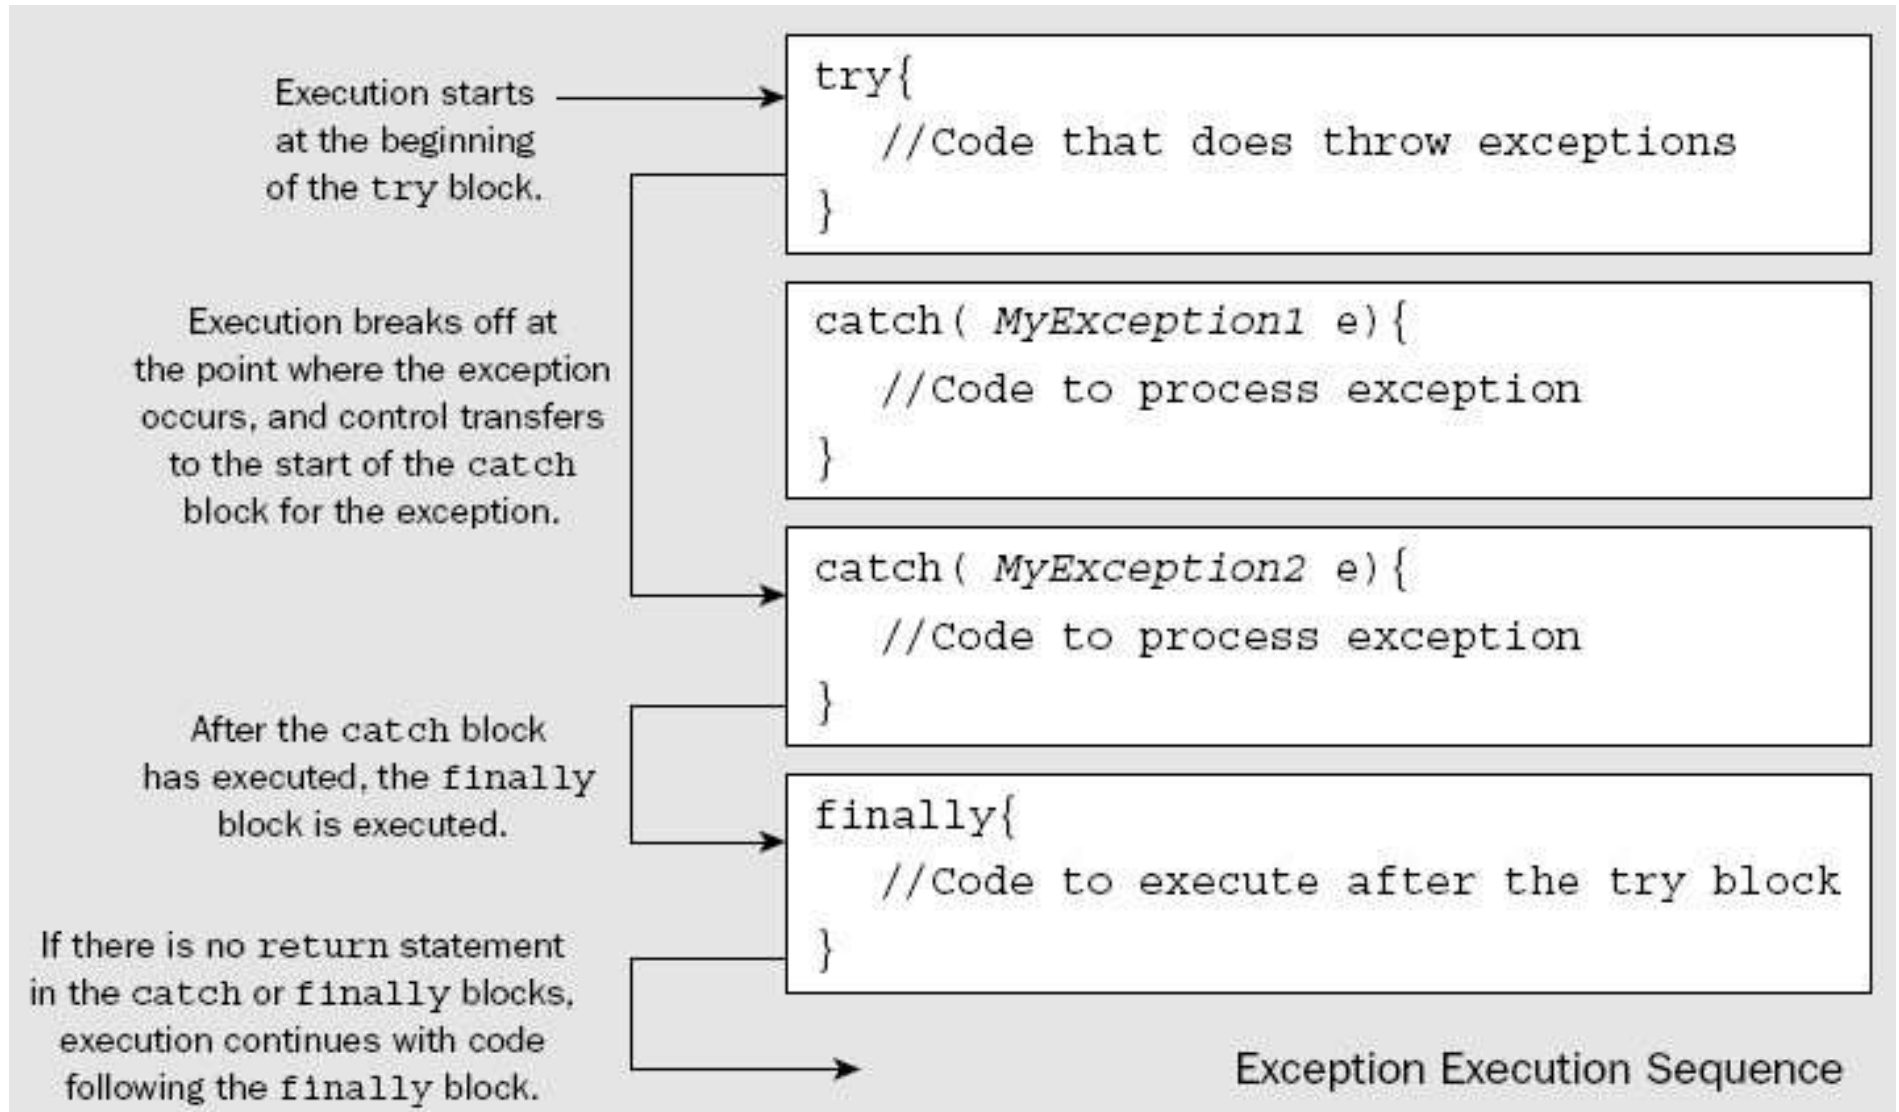 Execution starts
at the beginning
of the try block.
try{
//Code that does throw exceptions
}
Execution breaks off at
the point where the exception
occurs, and control transfers
to the start of the catch
block for the exception.
catch( MyException1 e){
//Code to process exception
}
catch( MyException2 e){
//Code to process exception
}
After the catch block
has executed, the finally
block is executed.
finally{
//Code to execute after the try block
}
If there is no return statement
in the catch or finally blocks,
execution continues with code
following the finally block.
Exception Execution Sequence